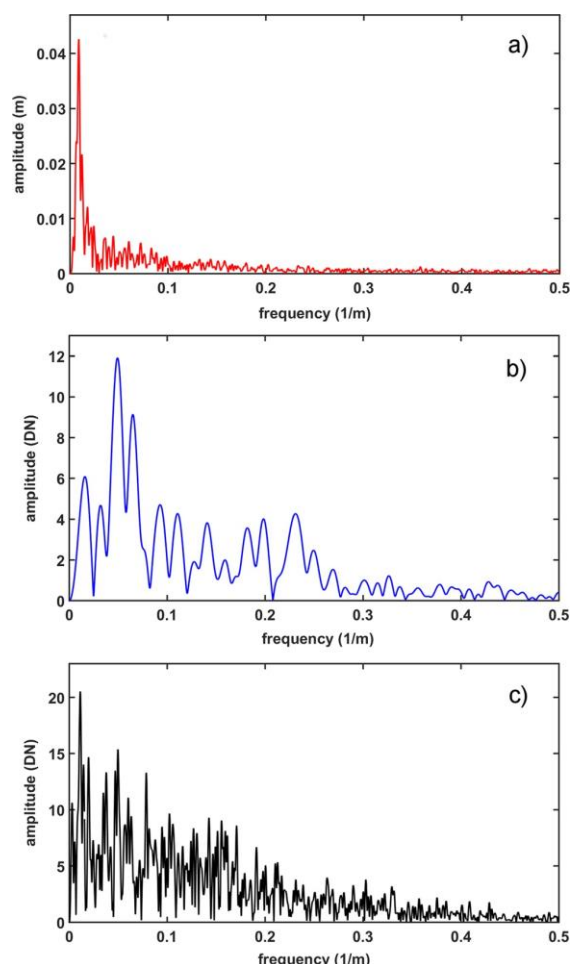 a)
0.04
0.03
0.02
0.01
0
amplitude (m)
0 0.1 0.2 0.3 0.4 0.5
frequency (1/m)
b)
12
10
8
6
4
2
0
amplitude (DN)
0 0.1 0.2 0.3 0.4 0.5
frequency (1/m)
c)
20
15
10
5
0
amplitude (DN)
0 0.1 0.2 0.3 0.4 0.5
frequency (1/m)